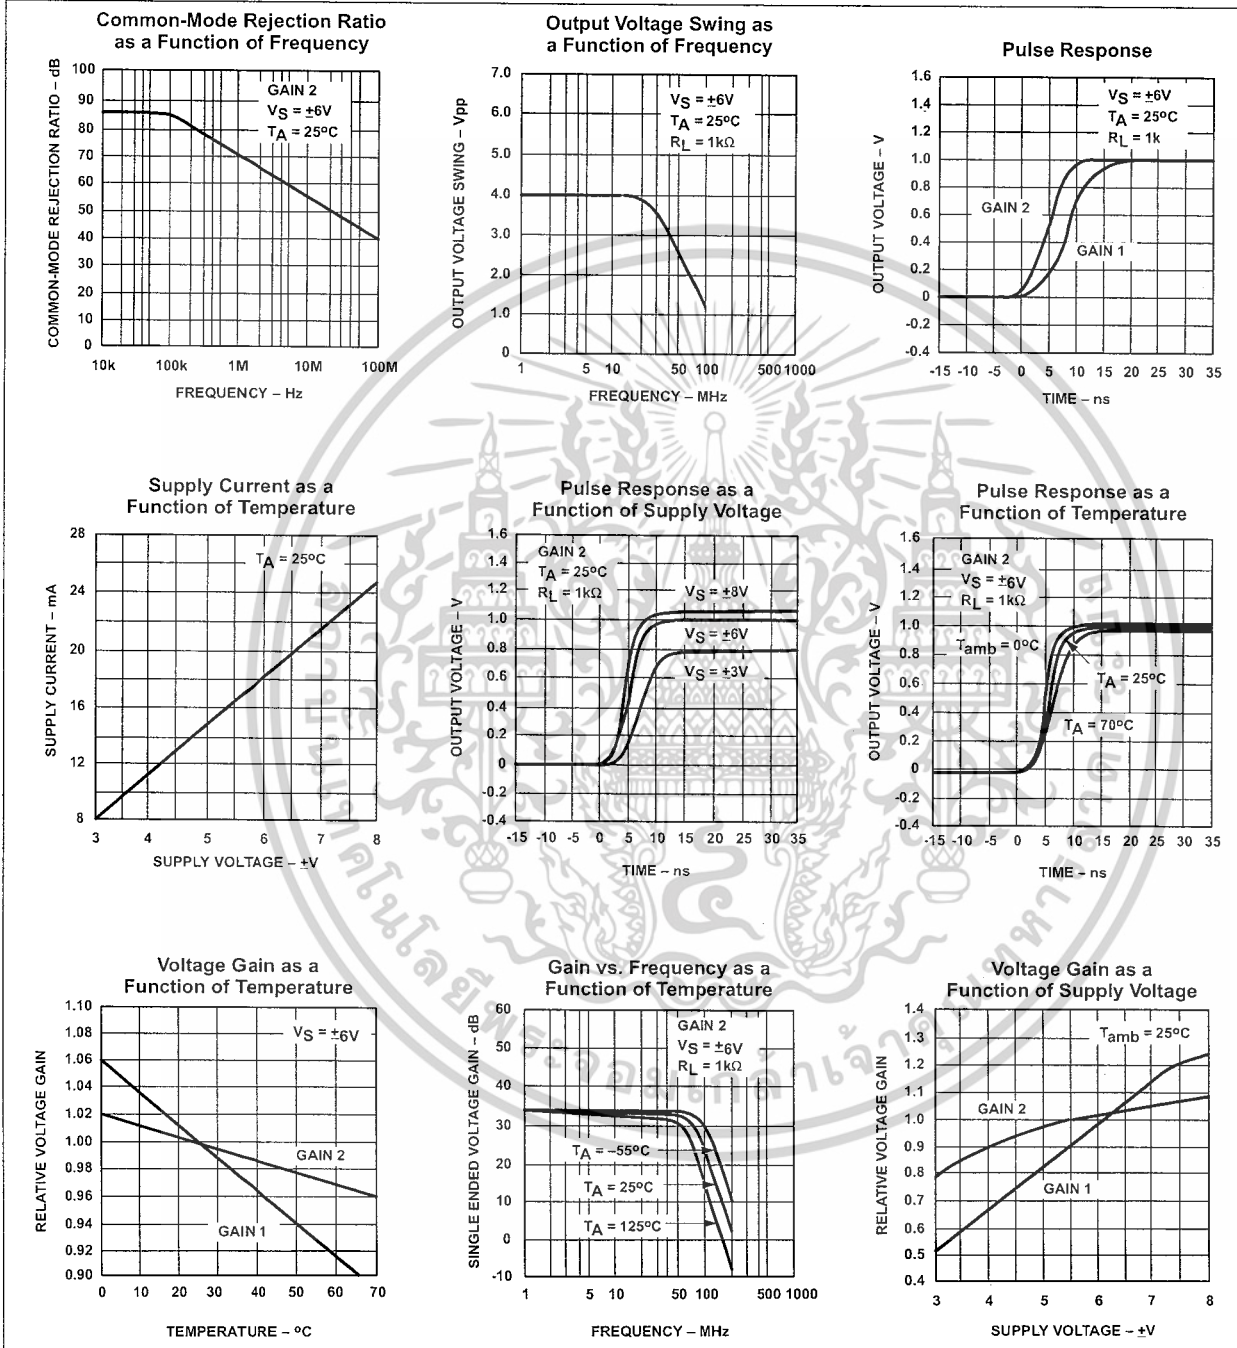 Common-Mode Rejection Ratio
as a Function of Frequency
COMMON-MODE REJECTION RATIO – dB
100
90
80
70
60
50
40
30
20
10
0
GAIN 2
VS = ±6V
TA = 25ºC
10k 100k 1M 10M 100M
FREQUENCY – Hz
Output Voltage Swing as
a Function of Frequency
OUTPUT VOLTAGE SWING – Vpp
7.0
6.0
5.0
4.0
3.0
2.0
1.0
0
VS = ±6V
TA = 25ºC
RL = 1kΩ
1 5 10 50 100 500 1000
FREQUENCY – MHz
Pulse Response
OUTPUT VOLTAGE – V
1.6
1.4
1.2
1.0
0.8
0.6
0.4
0.2
0
-0.2
-0.4
VS = ±6V
TA = 25ºC
RL = 1k
GAIN 2
GAIN 1
-15 -10 -5 0 5 10 15 20 25 30 35
TIME – ns
Supply Current as a
Function of Temperature
SUPPLY CURRENT – mA
28
24
20
16
12
8
TA = 25ºC
3 4 5 6 7 8
SUPPLY VOLTAGE – ±V
Pulse Response as a
Function of Supply Voltage
OUTPUT VOLTAGE – V
1.6
1.4
1.2
1.0
0.8
0.6
0.4
0.2
0
-0.2
-0.4
GAIN 2
TA = 25ºC
RL = 1kΩ
VS = ±8V
VS = ±6V
VS = ±3V
-15 -10 -5 0 5 10 15 20 25 30 35
TIME – ns
Pulse Response as a
Function of Temperature
OUTPUT VOLTAGE – V
1.6
1.4
1.2
1.0
0.8
0.6
0.4
0.2
0
-0.2
-0.4
GAIN 2
VS = ±6V
RL = 1kΩ
Tamb = 0ºC
TA = 25ºC
TA = 70ºC
-15 -10 -5 0 5 10 15 20 25 30 35
TIME – ns
Voltage Gain as a
Function of Temperature
RELATIVE VOLTAGE GAIN
1.10
1.08
1.06
1.04
1.02
1.00
0.98
0.96
0.94
0.92
0.90
VS = ±6V
GAIN 2
GAIN 1
0 10 20 30 40 50 60 70
TEMPERATURE – ºC
Gain vs. Frequency as a
Function of Temperature
SINGLE ENDED VOLTAGE GAIN – dB
60
50
40
30
20
10
0
-10
GAIN 2
VS = ±6V
RL = 1kΩ
TA = –55ºC
TA = 25ºC
TA = 125ºC
1 5 10 50 100 500 1000
FREQUENCY – MHz
Voltage Gain as a
Function of Supply Voltage
RELATIVE VOLTAGE GAIN
1.4
1.3
1.2
1.1
1.0
0.9
0.8
0.7
0.6
0.5
0.4
Tamb = 25ºC
GAIN 2
GAIN 1
3 4 5 6 7 8
SUPPLY VOLTAGE – ±V